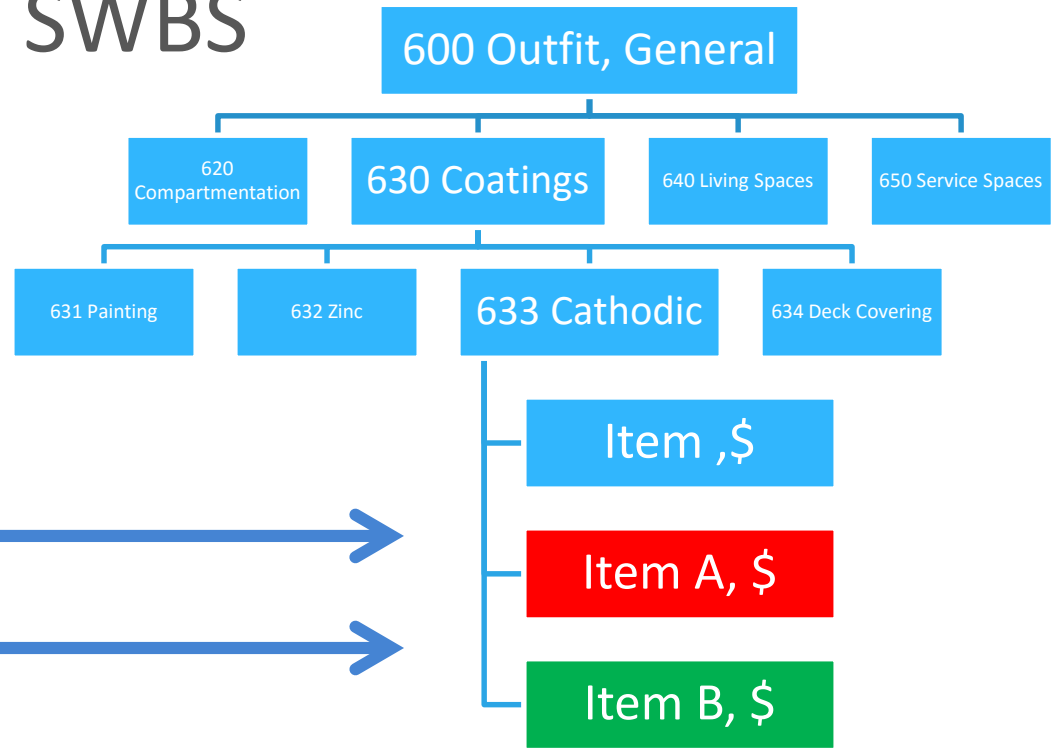 SWBS
600 Outfit, General
620
Compartmentation
630 Coatings
640 Living Spaces
650 Service Spaces
631 Painting
632 Zinc
633 Cathodic
634 Deck Covering
Item ,$
Item A, $
Item B, $